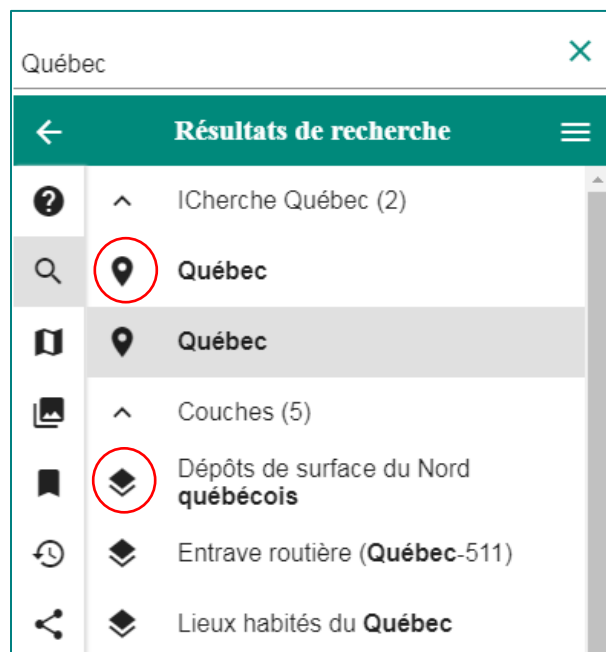 Québec
Résultats de recherche
ICherche Québec (2)
Québec
Québec
Couches (5)
Dépôts de surface du Nord
québécois
Entrave routière (Québec-511)
Lieux habités du Québec